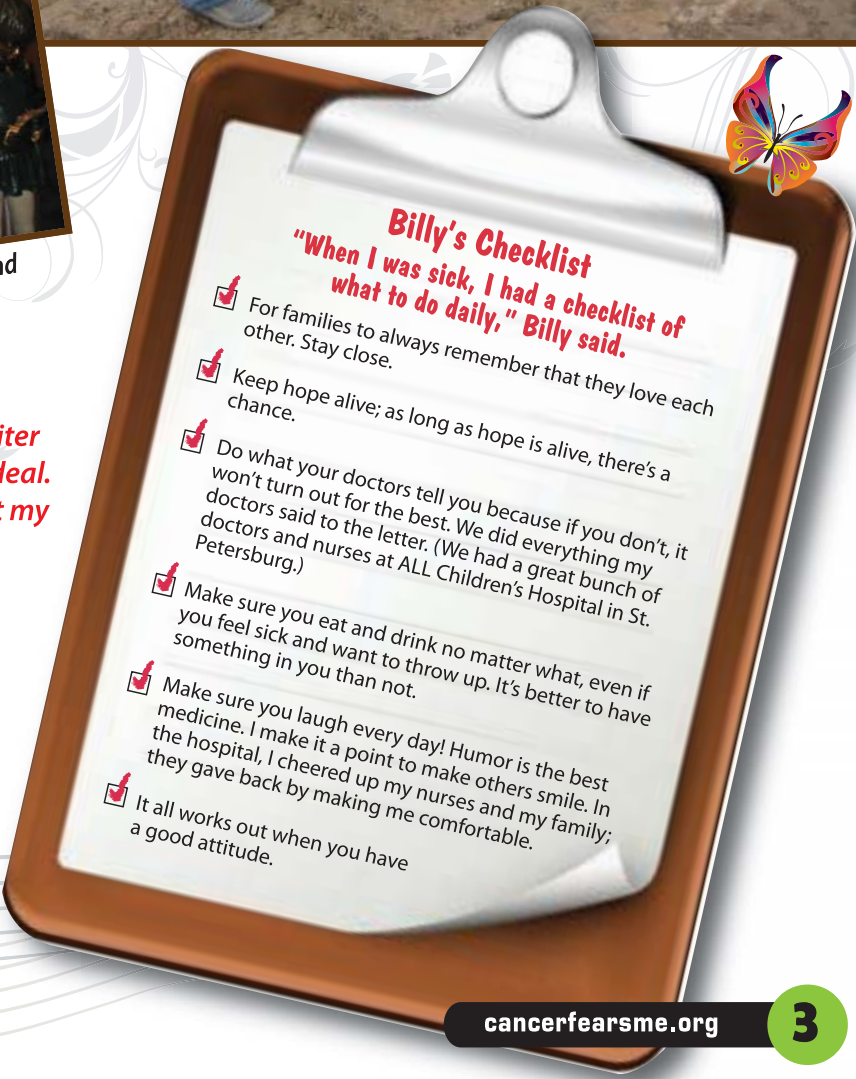 nd
iter
deal.
t my
Billy's Checklist
"When I was sick, I had a checklist of
what to do daily," Billy said.
For families to always remember that they love each
other. Stay close.
Keep hope alive; as long as hope is alive, there's a
chance.
Do what your doctors tell you because if you don't, it
won't turn out for the best. We did everything my
doctors said to the letter. (We had a great bunch of
doctors and nurses at ALL Children's Hospital in St.
Petersburg.)
Make sure you eat and drink no matter what, even if
you feel sick and want to throw up. It's better to have
something in you than not.
Make sure you laugh every day! Humor is the best
medicine. I make it a point to make others smile. In
the hospital, I cheered up my nurses and my family;
they gave back by making me comfortable.
It all works out when you have
a good attitude.
cancerfearsme.org
3